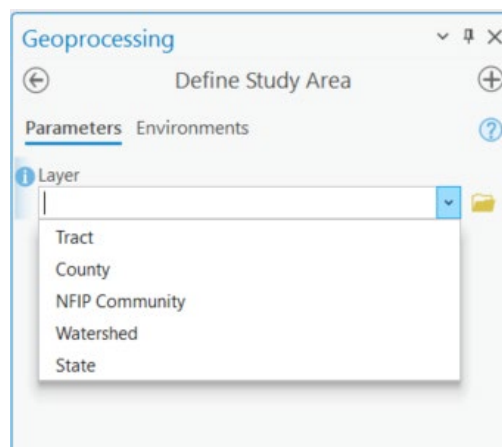 Geoprocessing
Define Study Area
Parameters Environments
Layer
Tract
County
NFIP Community
Watershed
State